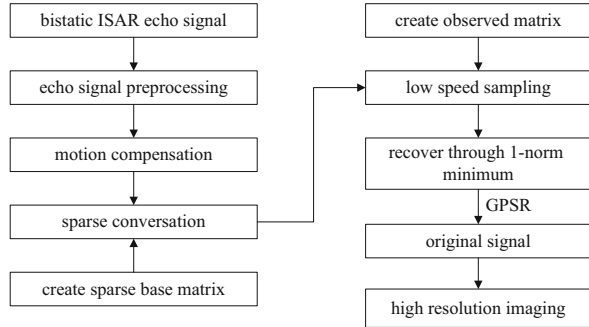 bistatic ISAR echo signal
echo signal preprocessing
motion compensation
sparse conversation
create sparse base matrix
create observed matrix
low speed sampling
recover through 1-norm
minimum
GPSR
original signal
high resolution imaging